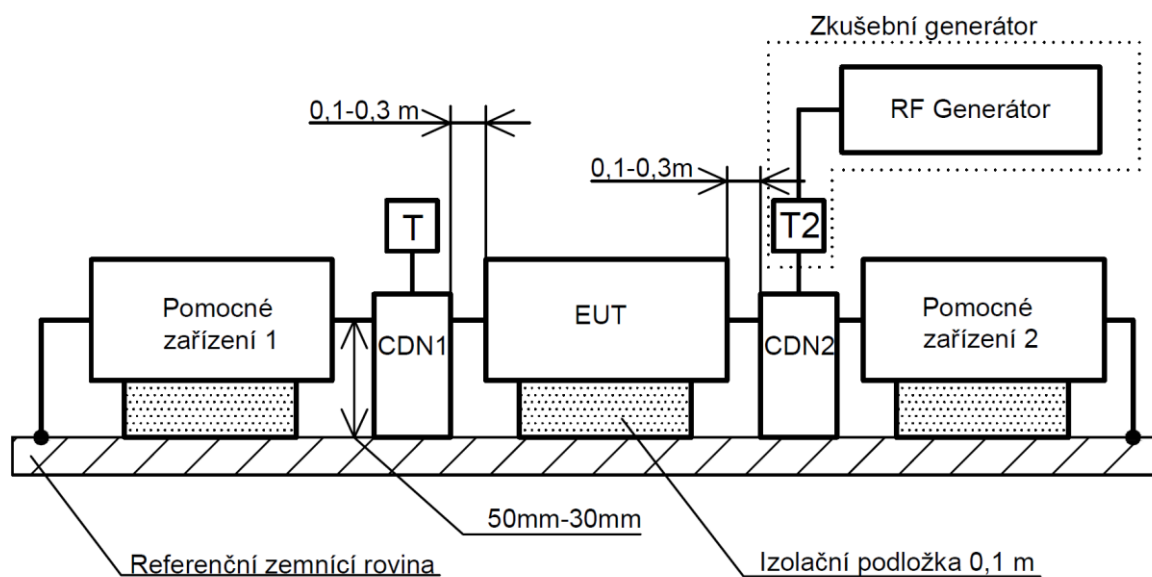 Zkušební generátor
RF Generátor
0,1-0,3 m
0,1-0,3m
T
T2
Pomocné
zařízení 1
CDN1
EUT
CDN2
Pomocné
zařízení 2
50mm-30mm
Referenční zemnící rovina
Izolační podložka 0,1 m